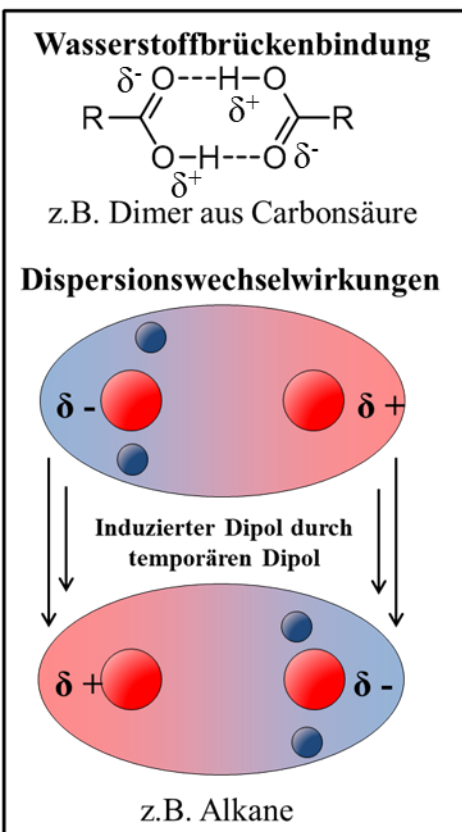 Wasserstoffbrückenbindung
δ- O---H-O
δ+
R R
O-H---O δ-
δ+
z.B. Dimer aus Carbonsäure
Dispersionswechselwirkungen
δ - δ +
Induzierter Dipol durch
temporären Dipol
δ + δ -
z.B. Alkane